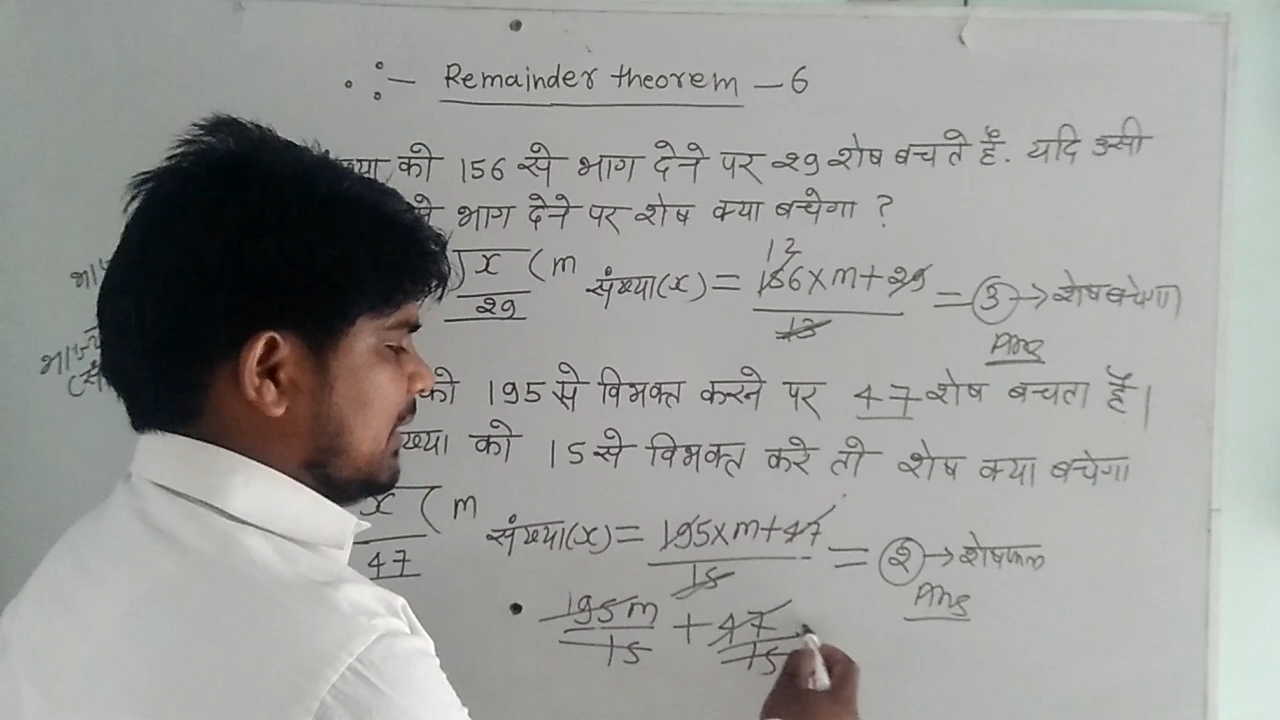 ∴ — Remainder theorem — 6
को 156 से भाग देने पर 29 शेष बचते हैं. यदि उसी
भाग देने पर शेष क्या बचेगा ?
x ( m
29
संख्या(x) = 156×m+29 = 3 → शेष बचेगा
12
13
Ans
को 195 से विभक्त करने पर 47 शेष बचता है।
ख्या को 15 से विभक्त करे तो शेष क्या बचेगा
x ( m
47
संख्या(x) = 195×m+47 = 2 → शेषफल
15
Ans
195m + 47
15 15